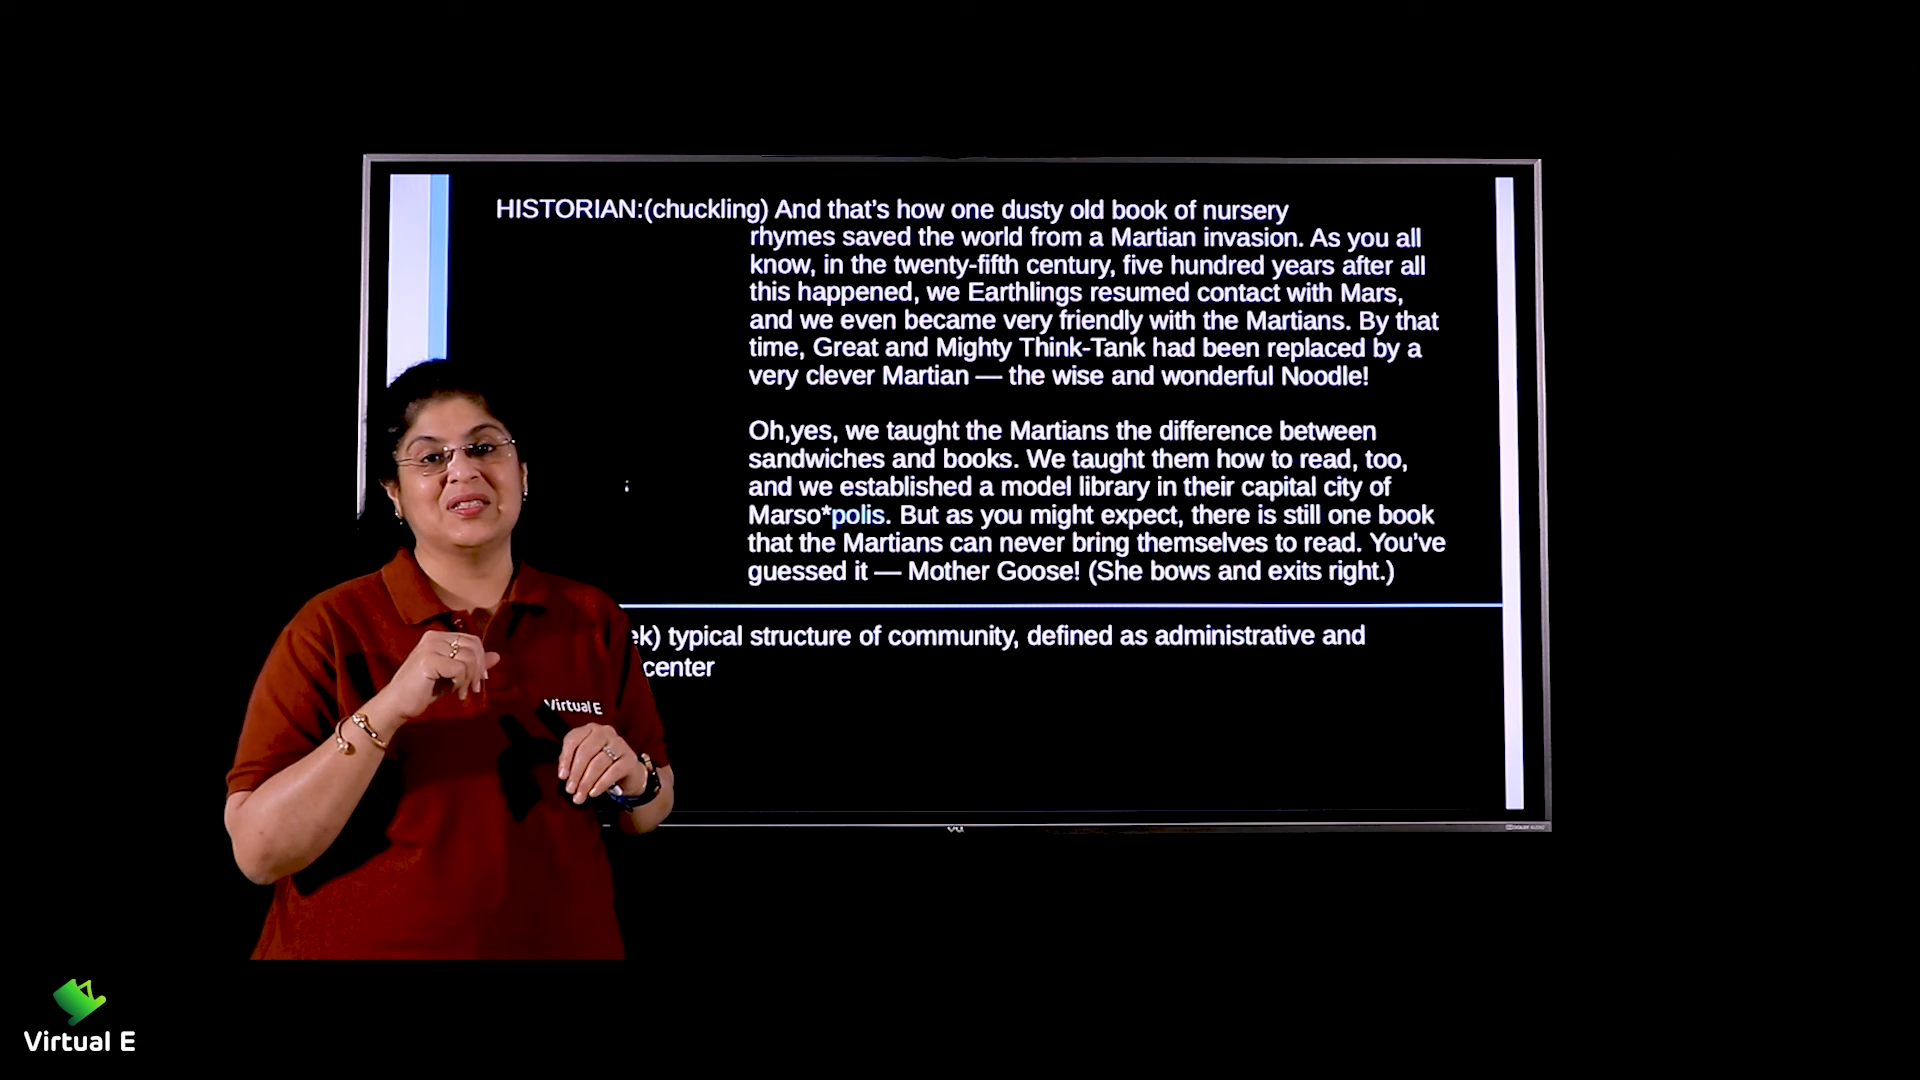 HISTORIAN:(chuckling) And that's how one dusty old book of nursery
rhymes saved the world from a Martian invasion. As you all
know, in the twenty-fifth century, five hundred years after all
this happened, we Earthlings resumed contact with Mars,
and we even became very friendly with the Martians. By that
time, Great and Mighty Think-Tank had been replaced by a
very clever Martian — the wise and wonderful Noodle!
Oh,yes, we taught the Martians the difference between
sandwiches and books. We taught them how to read, too,
and we established a model library in their capital city of
Marso*polis. But as you might expect, there is still one book
that the Martians can never bring themselves to read. You've
guessed it — Mother Goose! (She bows and exits right.)
ek) typical structure of community, defined as administrative and
center
Virtual E
Virtual E